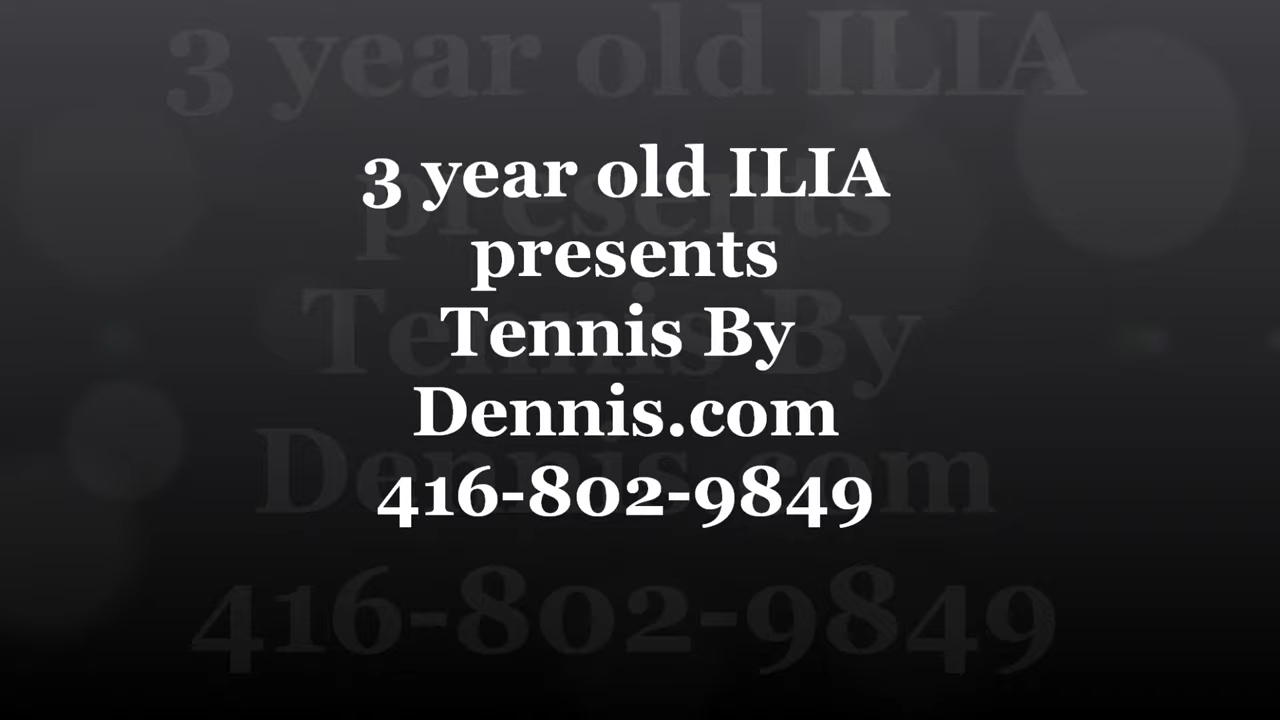 3 year old ILIA
presents
Tennis By
Dennis.com
416-802-9849